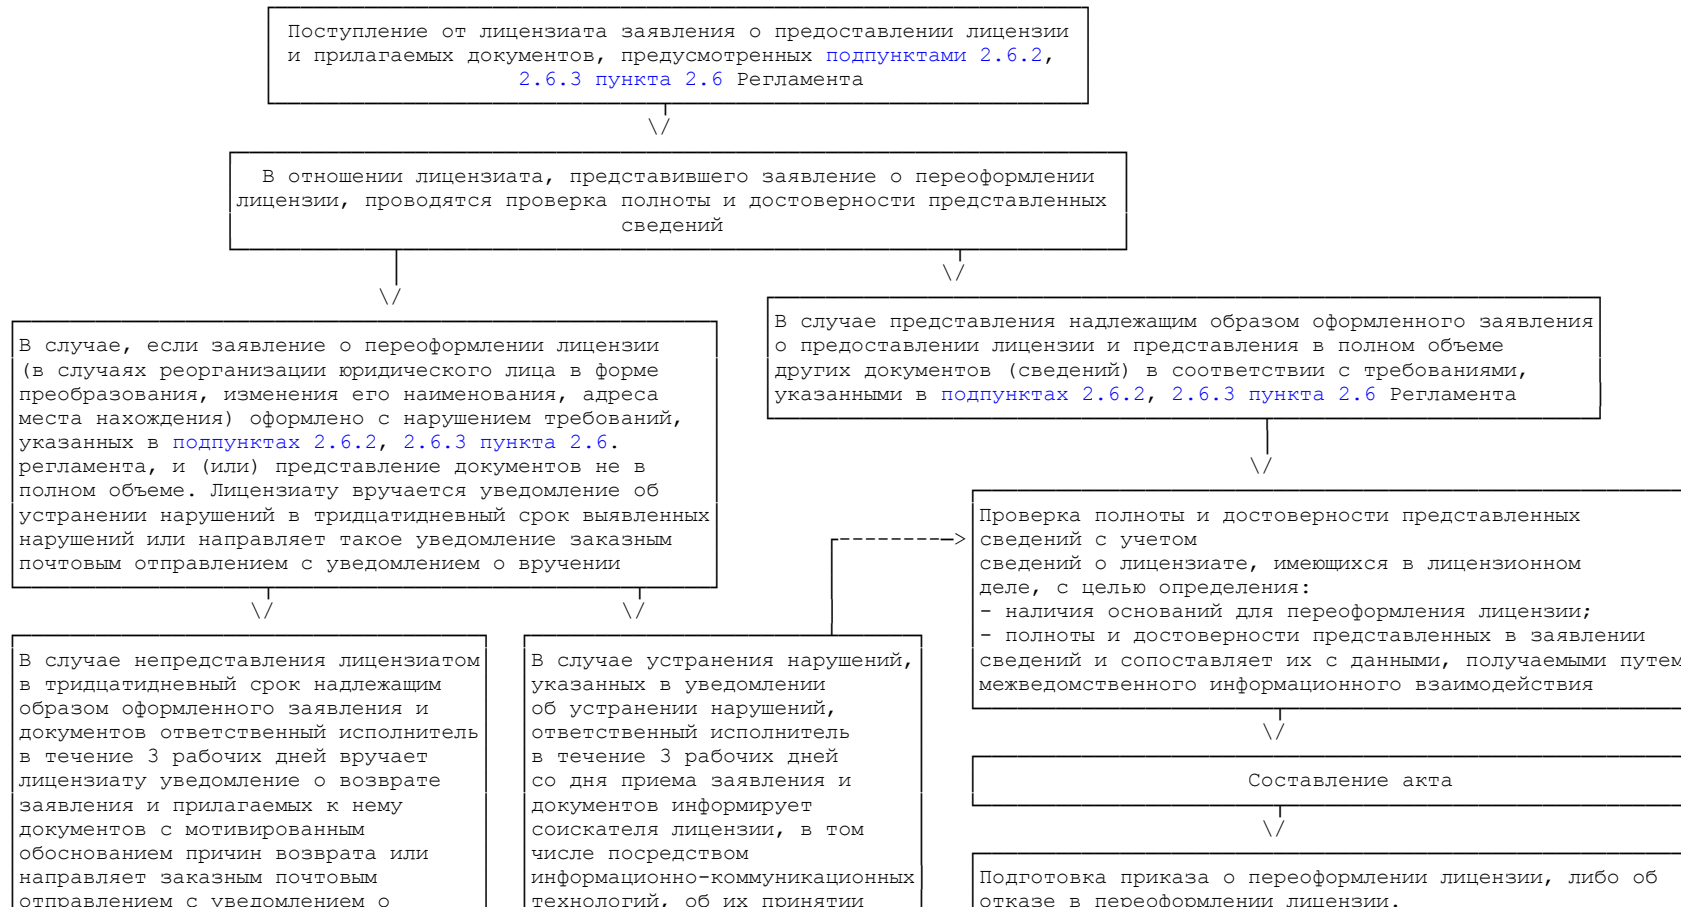 Поступление от лицензиата заявления о предоставлении лицензии
и прилагаемых документов, предусмотренных подпунктами 2.6.2,
2.6.3 пункта 2.6 Регламента
\/
В отношении лицензиата, представившего заявление о переоформлении
лицензии, проводятся проверка полноты и достоверности представленных
сведений
\/
\/
В случае, если заявление о переоформлении лицензии
(в случаях реорганизации юридического лица в форме
преобразования, изменения его наименования, адреса
места нахождения) оформлено с нарушением требований,
указанных в подпунктах 2.6.2, 2.6.3 пункта 2.6.
регламента, и (или) представление документов не в
полном объеме. Лицензиату вручается уведомление об
устранении нарушений в тридцатидневный срок выявленных
нарушений или направляет такое уведомление заказным
почтовым отправлением с уведомлением о вручении
\/
\/
В случае представления надлежащим образом оформленного заявления
о предоставлении лицензии и представления в полном объеме
других документов (сведений) в соответствии с требованиями,
указанными в подпунктах 2.6.2, 2.6.3 пункта 2.6 Регламента
\/
В случае непредставления лицензиатом
в тридцатидневный срок надлежащим
образом оформленного заявления и
документов ответственный исполнитель
в течение 3 рабочих дней вручает
лицензиату уведомление о возврате
заявления и прилагаемых к нему
документов с мотивированным
обоснованием причин возврата или
направляет заказным почтовым
отправлением с уведомлением о
В случае устранения нарушений,
указанных в уведомлении
об устранении нарушений,
ответственный исполнитель
в течение 3 рабочих дней
со дня приема заявления и
документов информирует
соискателя лицензии, в том
числе посредством
информационно-коммуникационных
технологий, об их принятии
-------->
Проверка полноты и достоверности представленных
сведений с учетом
сведений о лицензиате, имеющихся в лицензионном
деле, с целью определения:
- наличия оснований для переоформления лицензии;
- полноты и достоверности представленных в заявлении
сведений и сопоставляет их с данными, получаемыми путем
межведомственного информационного взаимодействия
\/
Составление акта
\/
Подготовка приказа о переоформлении лицензии, либо об
отказе в переоформлении лицензии.